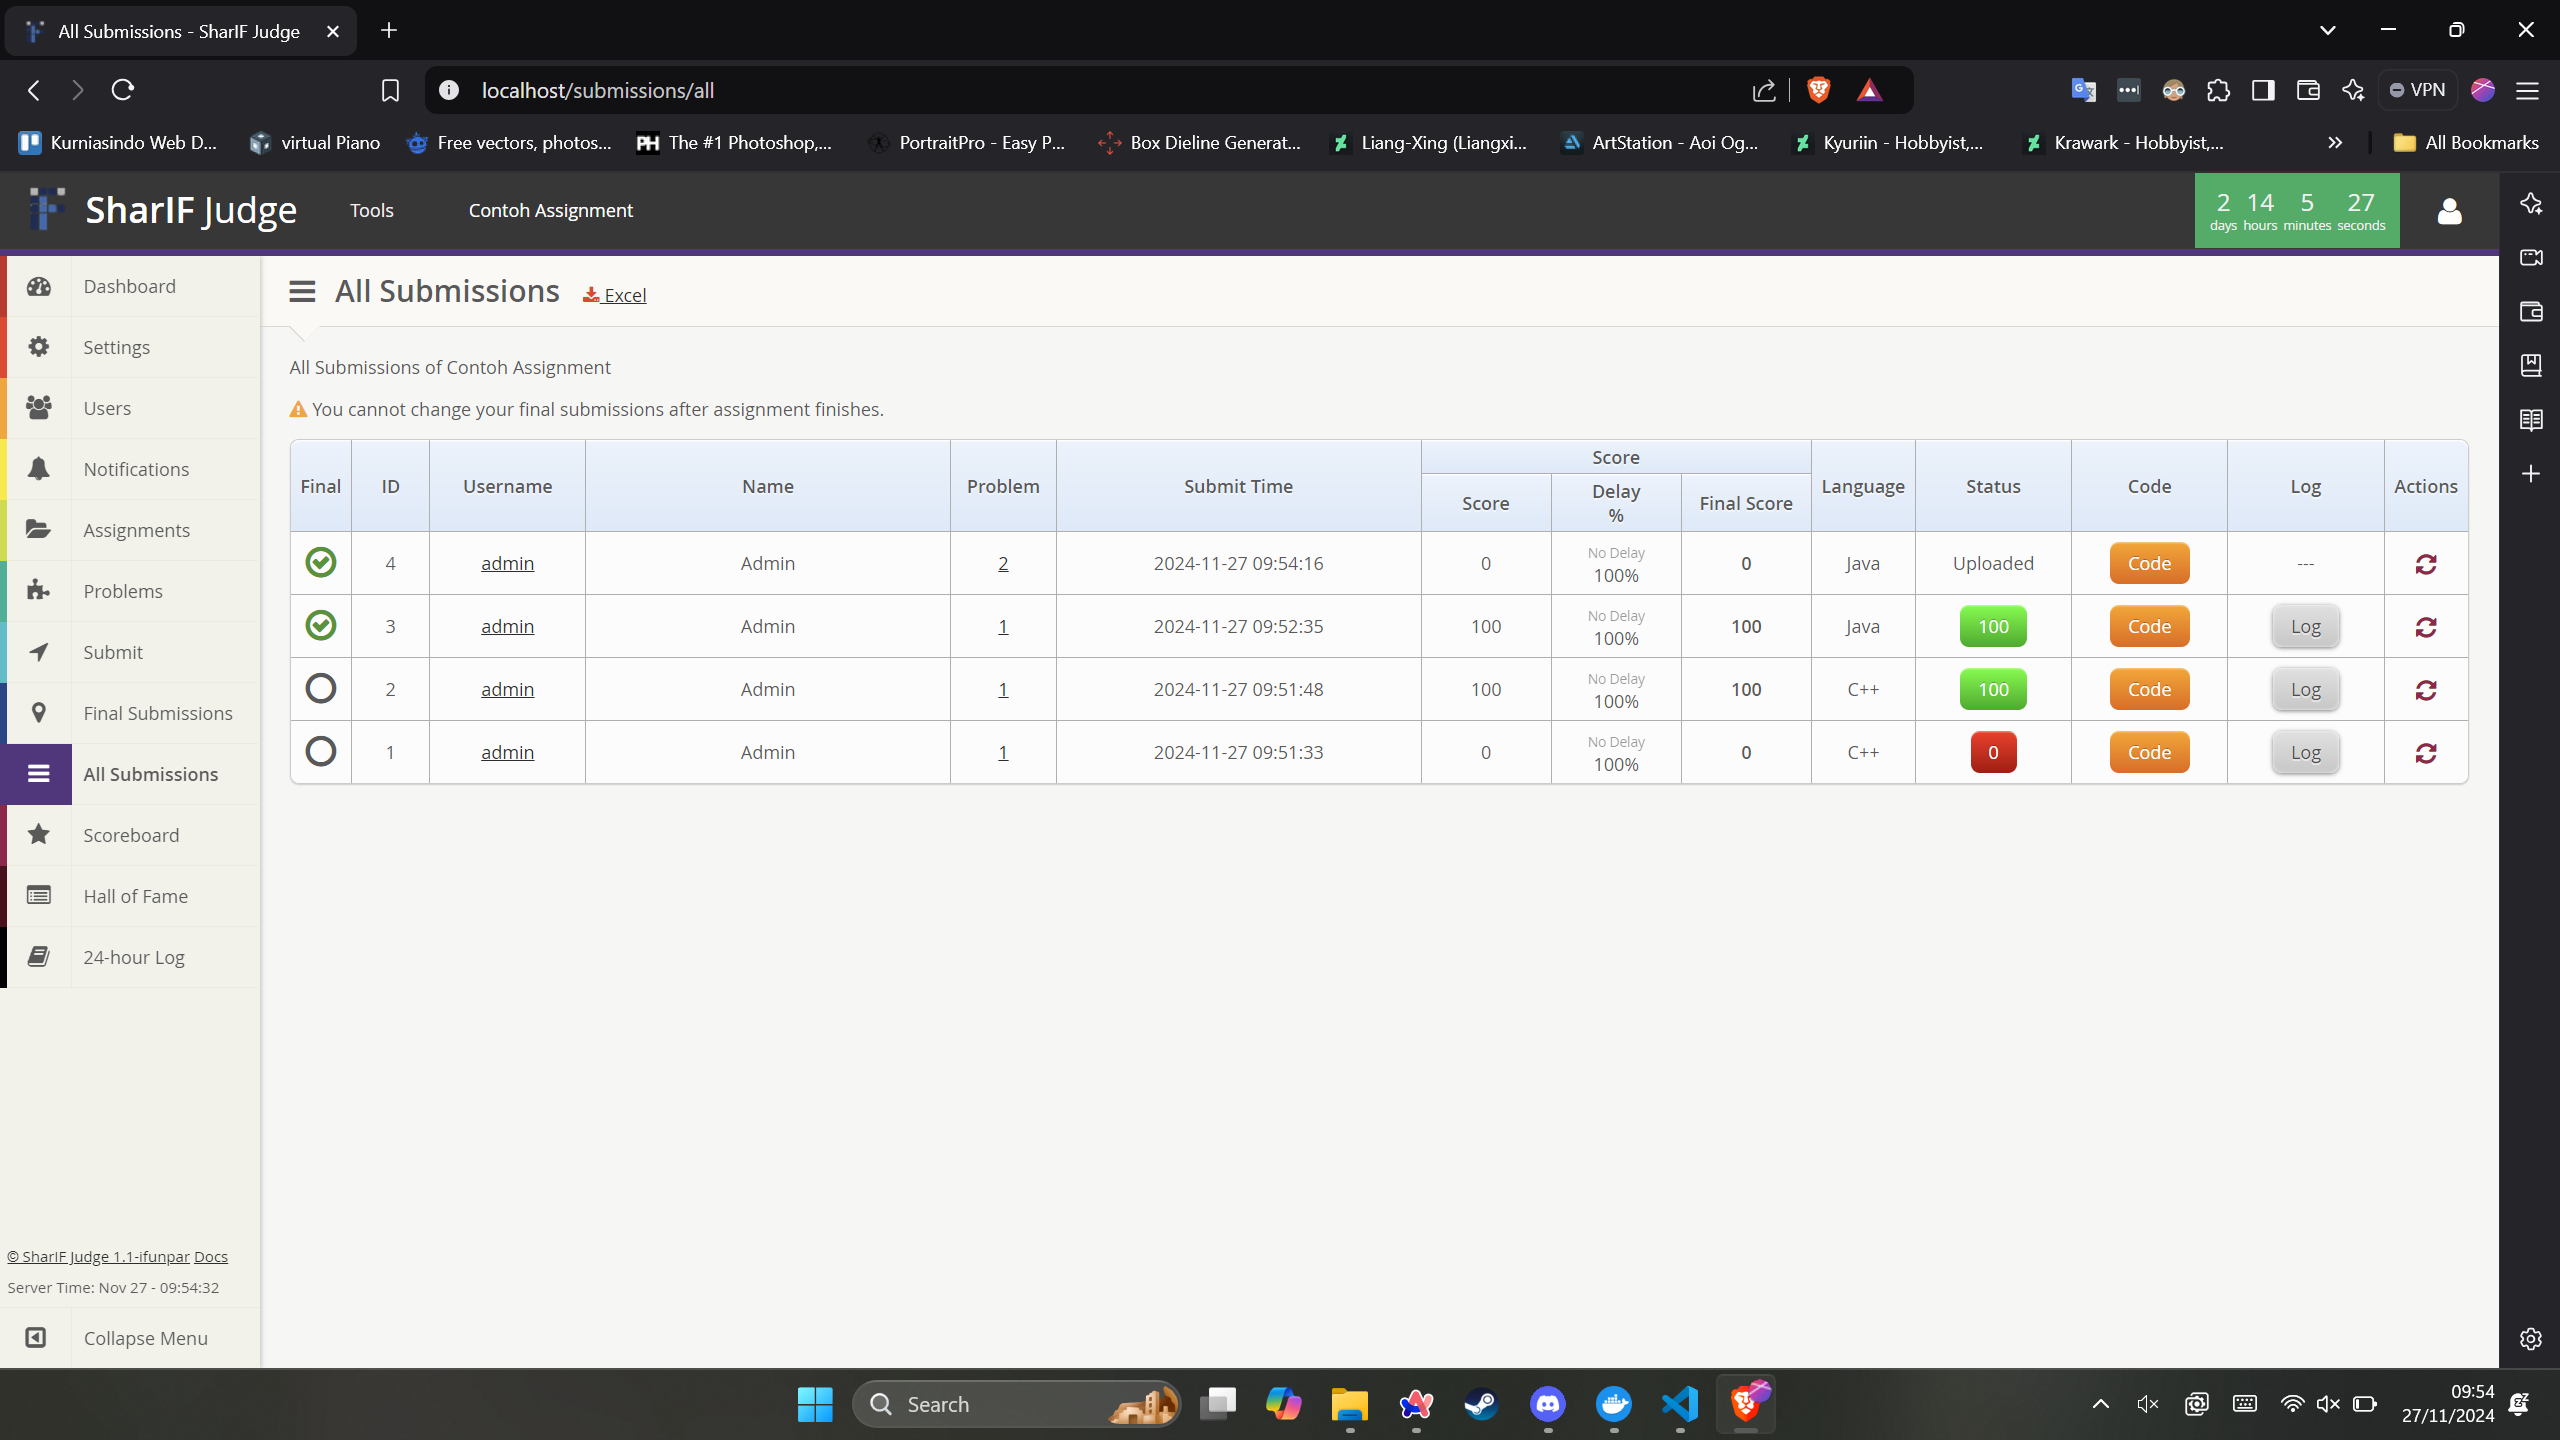 All Submissions - SharIF Judge
localhost/submissions/all
VPN
Kurniasindo Web D...
virtual Piano
Free vectors, photos...
PH The #1 Photoshop,...
PortraitPro - Easy P...
Box Dieline Generat...
Liang-Xing (Liangxi...
ArtStation - Aoi Og...
Kyuriin - Hobbyist,...
Krawark - Hobbyist,...
All Bookmarks
SharIF Judge
Tools
Contoh Assignment
2 14 5 27
days hours minutes seconds
Dashboard
Settings
Users
Notifications
Assignments
Problems
Submit
Final Submissions
All Submissions
Scoreboard
Hall of Fame
24-hour Log
© SharIF Judge 1.1-ifunpar Docs
Server Time: Nov 27 - 09:54:32
Collapse Menu
All Submissions Excel
All Submissions of Contoh Assignment
You cannot change your final submissions after assignment finishes.
Final ID Username Name Problem Submit Time Score Language Status Code Log Actions
Score Delay % Final Score
4 admin Admin 2 2024-11-27 09:54:16 0 No Delay 100% 0 Java Uploaded Code ---
3 admin Admin 1 2024-11-27 09:52:35 100 No Delay 100% 100 Java 100 Code Log
2 admin Admin 1 2024-11-27 09:51:48 100 No Delay 100% 100 C++ 100 Code Log
1 admin Admin 1 2024-11-27 09:51:33 0 No Delay 100% 0 C++ 0 Code Log
Search
09:54
27/11/2024